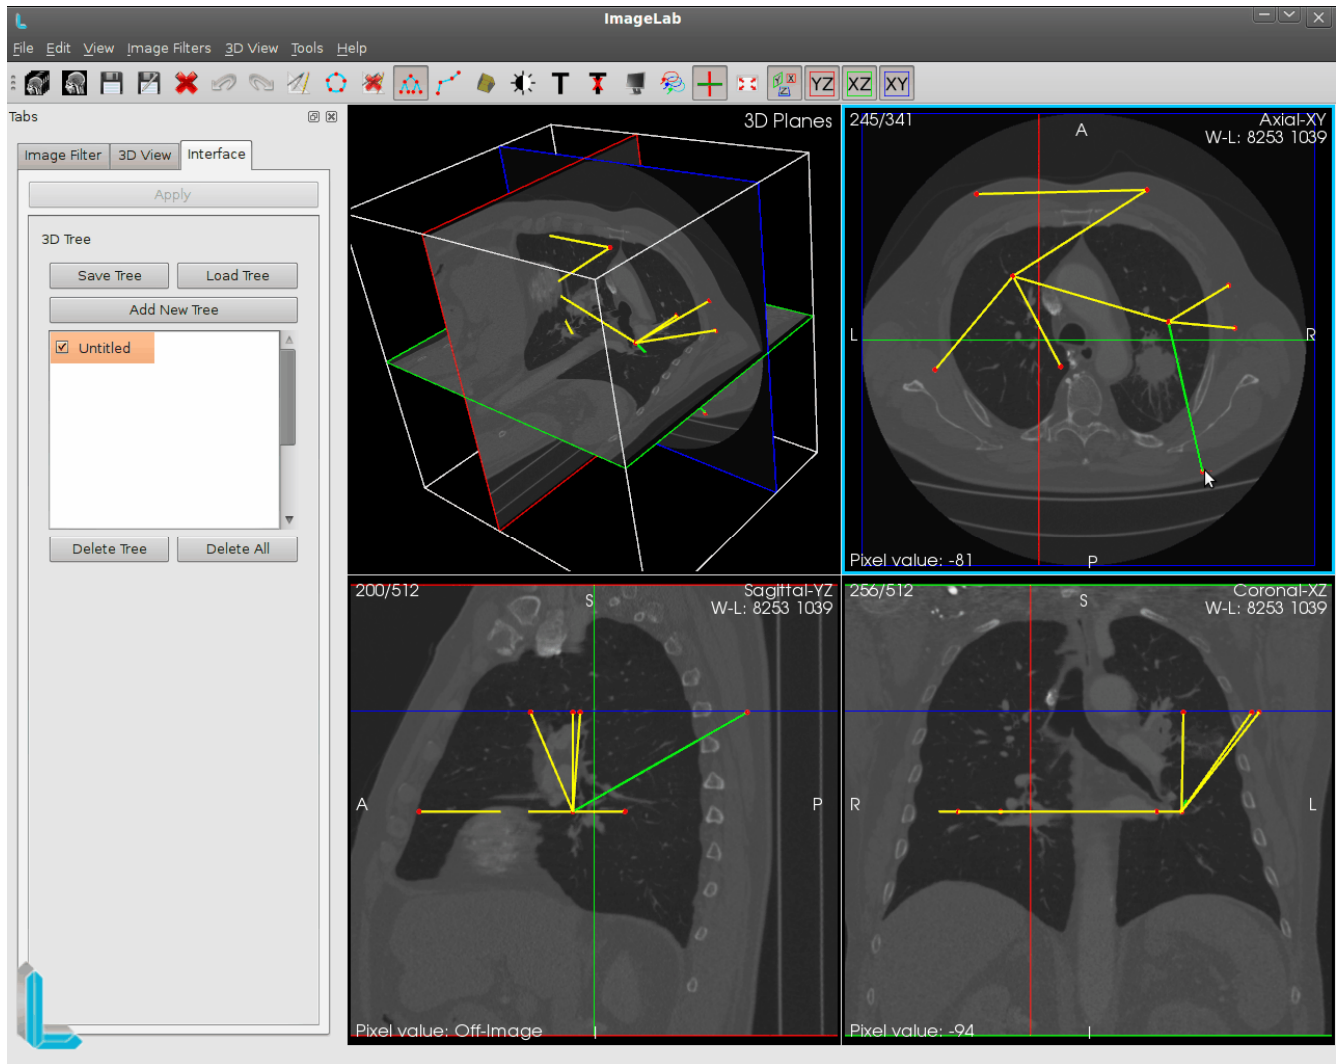 ImageLab
File Edit View Image Filters 3D View Tools Help
T YZ XZ XY
Tabs
Image Filter 3D View Interface
Apply
3D Tree
Save Tree Load Tree
Add New Tree
Untitled
Delete Tree Delete All
3D Planes
245/341 Axial-XY
W-L: 8253 1039
A
L R
Pixel value: -81 P
200/512 Sagittal-YZ
W-L: 8253 1039
S
A P
Pixel value: Off-Image I
256/512 Coronal-XZ
W-L: 8253 1039
S
R L
Pixel value: -94 I